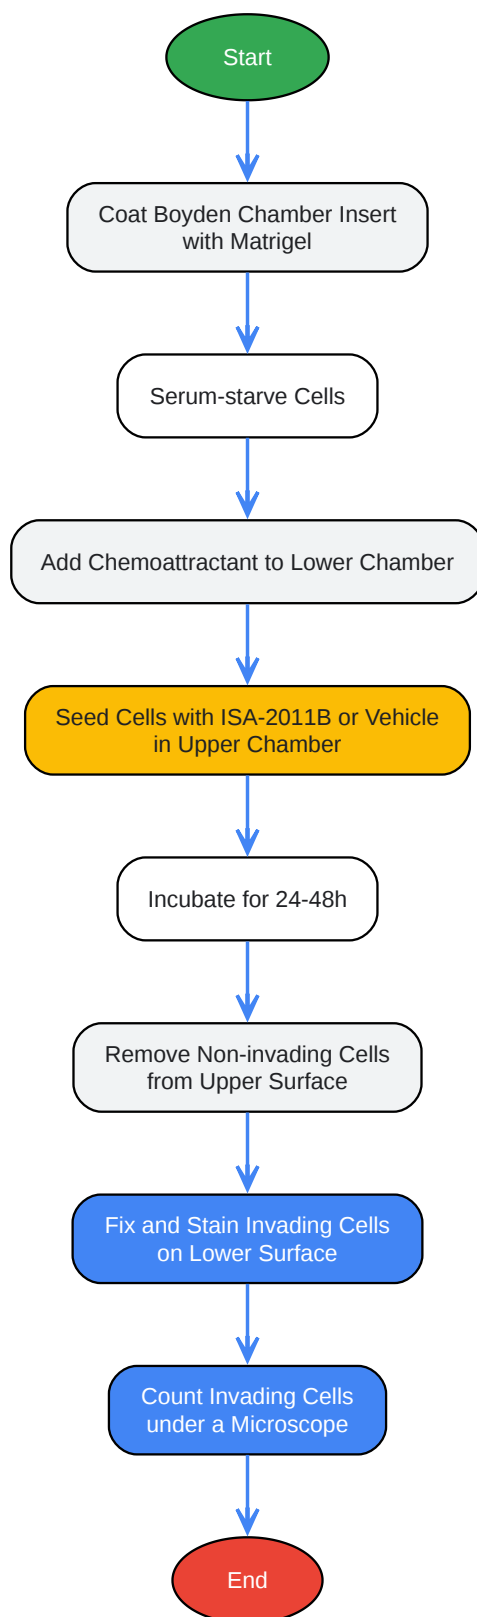 Start
Coat Boyden Chamber Insert
with Matrigel
Serum-starve Cells
Add Chemoattractant to Lower Chamber
Seed Cells with ISA-2011B or Vehicle
in Upper Chamber
Incubate for 24-48h
Remove Non-invading Cells
from Upper Surface
Fix and Stain Invading Cells
on Lower Surface
Count Invading Cells
under a Microscope
End